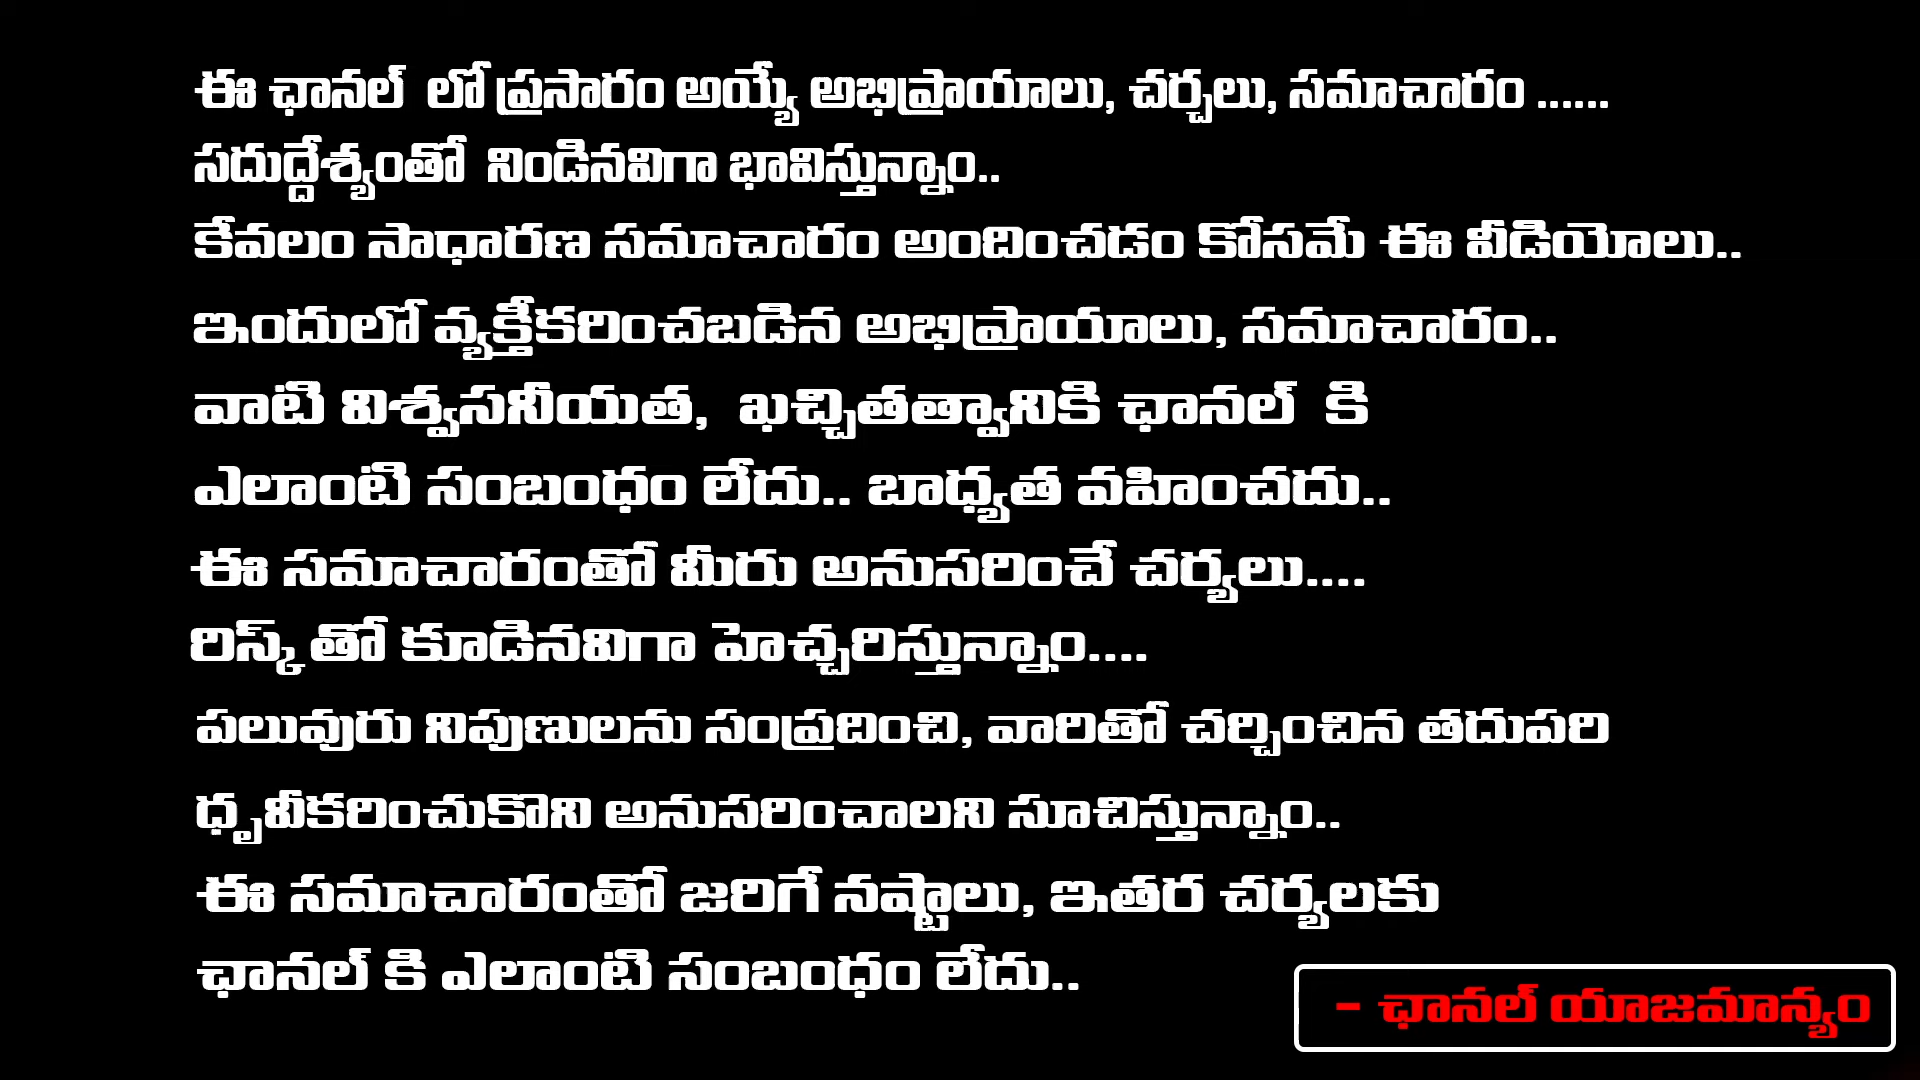 ఈ ఛానల్ లో ప్రసారం అయ్యే అభిప్రాయాలు, చర్చలు, సమాచారం ......
సదుద్దేశ్యంతో నిండినవిగా భావిస్తున్నాం..
కేవలం సాధారణ సమాచారం అందించడం కోసమే ఈ వీడియోలు..
ఇందులో వ్యక్తీకరించబడిన అభిప్రాయాలు, సమాచారం..
వాటి విశ్వసనీయత, ఖచ్చితత్వానికి ఛానల్ కి
ఎలాంటి సంబంధం లేదు.. బాధ్యత వహించదు..
ఈ సమాచారంతో మీరు అనుసరించే చర్యలు....
రిస్క్ తో కూడినవిగా హెచ్చరిస్తున్నాం....
పలువురు నిపుణులను సంప్రదించి, వారితో చర్చించిన తదుపరి
ధృవీకరించుకొని అనుసరించాలని సూచిస్తున్నాం..
ఈ సమాచారంతో జరిగే నష్టాలు, ఇతర చర్యలకు
ఛానల్ కి ఎలాంటి సంబంధం లేదు..
- ఛానల్ యాజమాన్యం